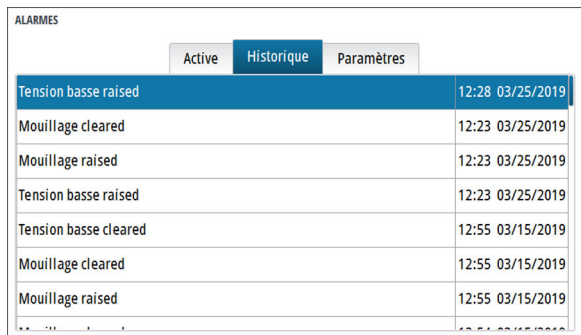 ALARMES
Active Historique Paramètres
Tension basse raised 12:28 03/25/2019
Mouillage cleared 12:23 03/25/2019
Mouillage raised 12:23 03/25/2019
Tension basse raised 12:23 03/25/2019
Tension basse cleared 12:55 03/15/2019
Mouillage cleared 12:55 03/15/2019
Mouillage raised 12:55 03/15/2019